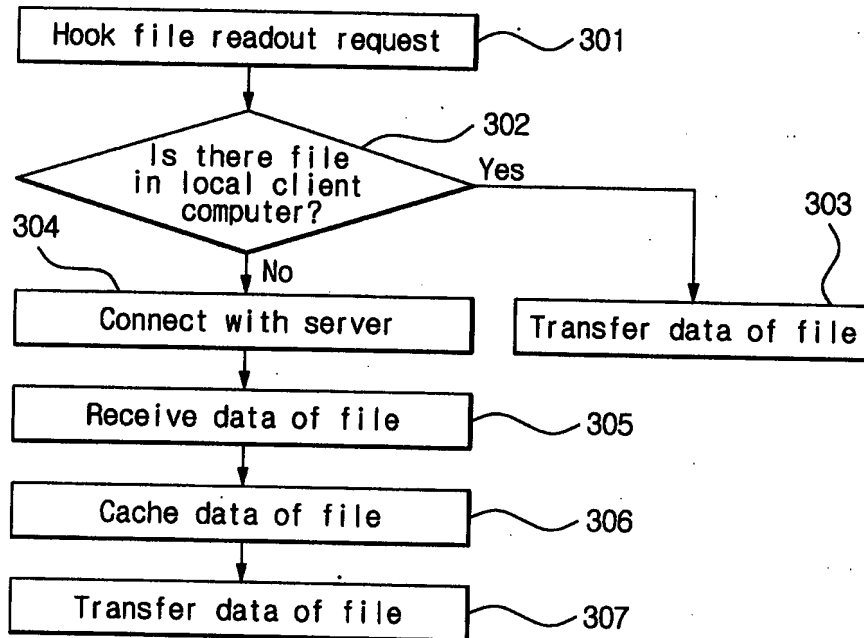 Hook file readout request
301
302
Is there file
in local client
computer?
Yes
303
304
No
Connect with server
Transfer data of file
Receive data of file
305
Cache data of file
306
Transfer data of file
307